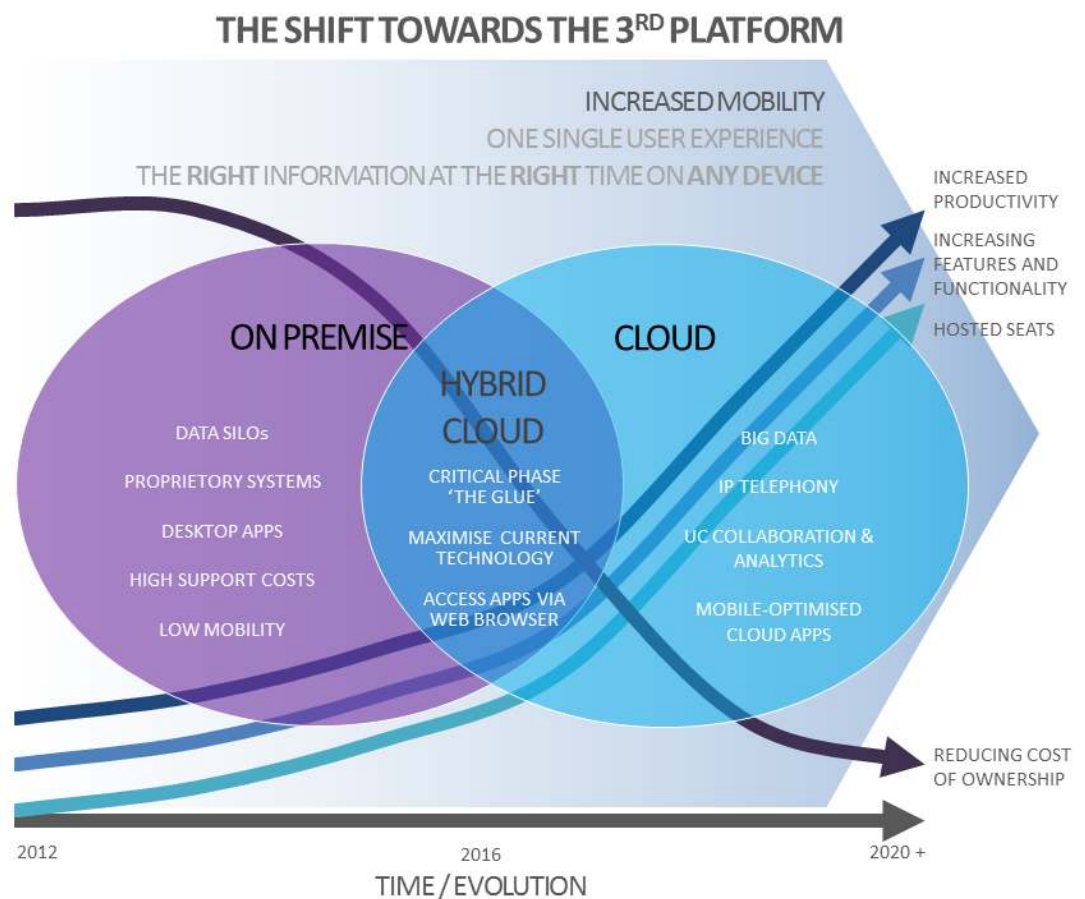 THE SHIFT TOWARDS THE 3RD PLATFORM
INCREASED MOBILITY
ONE SINGLE USER EXPERIENCE
THE RIGHT INFORMATION AT THE RIGHT TIME ON ANY DEVICE
INCREASED
PRODUCTIVITY
INCREASING
FEATURES AND
FUNCTIONALITY
HOSTED SEATS
ON PREMISE
DATA SILOs
PROPRIETORY SYSTEMS
DESKTOP APPS
HIGH SUPPORT COSTS
LOW MOBILITY
HYBRID
CLOUD
CRITICAL PHASE
‘THE GLUE’
MAXIMISE CURRENT
TECHNOLOGY
ACCESS APPS VIA
WEB BROWSER
CLOUD
BIG DATA
IP TELEPHONY
UC COLLABORATION &
ANALYTICS
MOBILE-OPTIMISED
CLOUD APPS
REDUCING COST
OF OWNERSHIP
2012
2016
2020 +
TIME / EVOLUTION